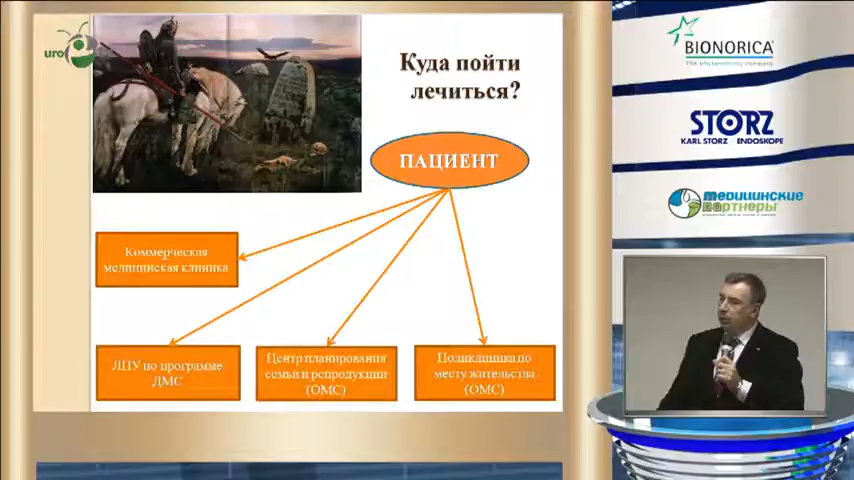 uro
Куда пойти
лечиться?
ПАЦИЕНТ
Коммерческая
медицинская клиника
ЛПУ по программе
ДМС
Центр планирования
семьи и репродукции
(ОМС)
Поликлиника по
месту жительства
(ОМС)
BIONORICA
STORZ
KARL STORZ ENDOSKOPE
медицинские
партнеры